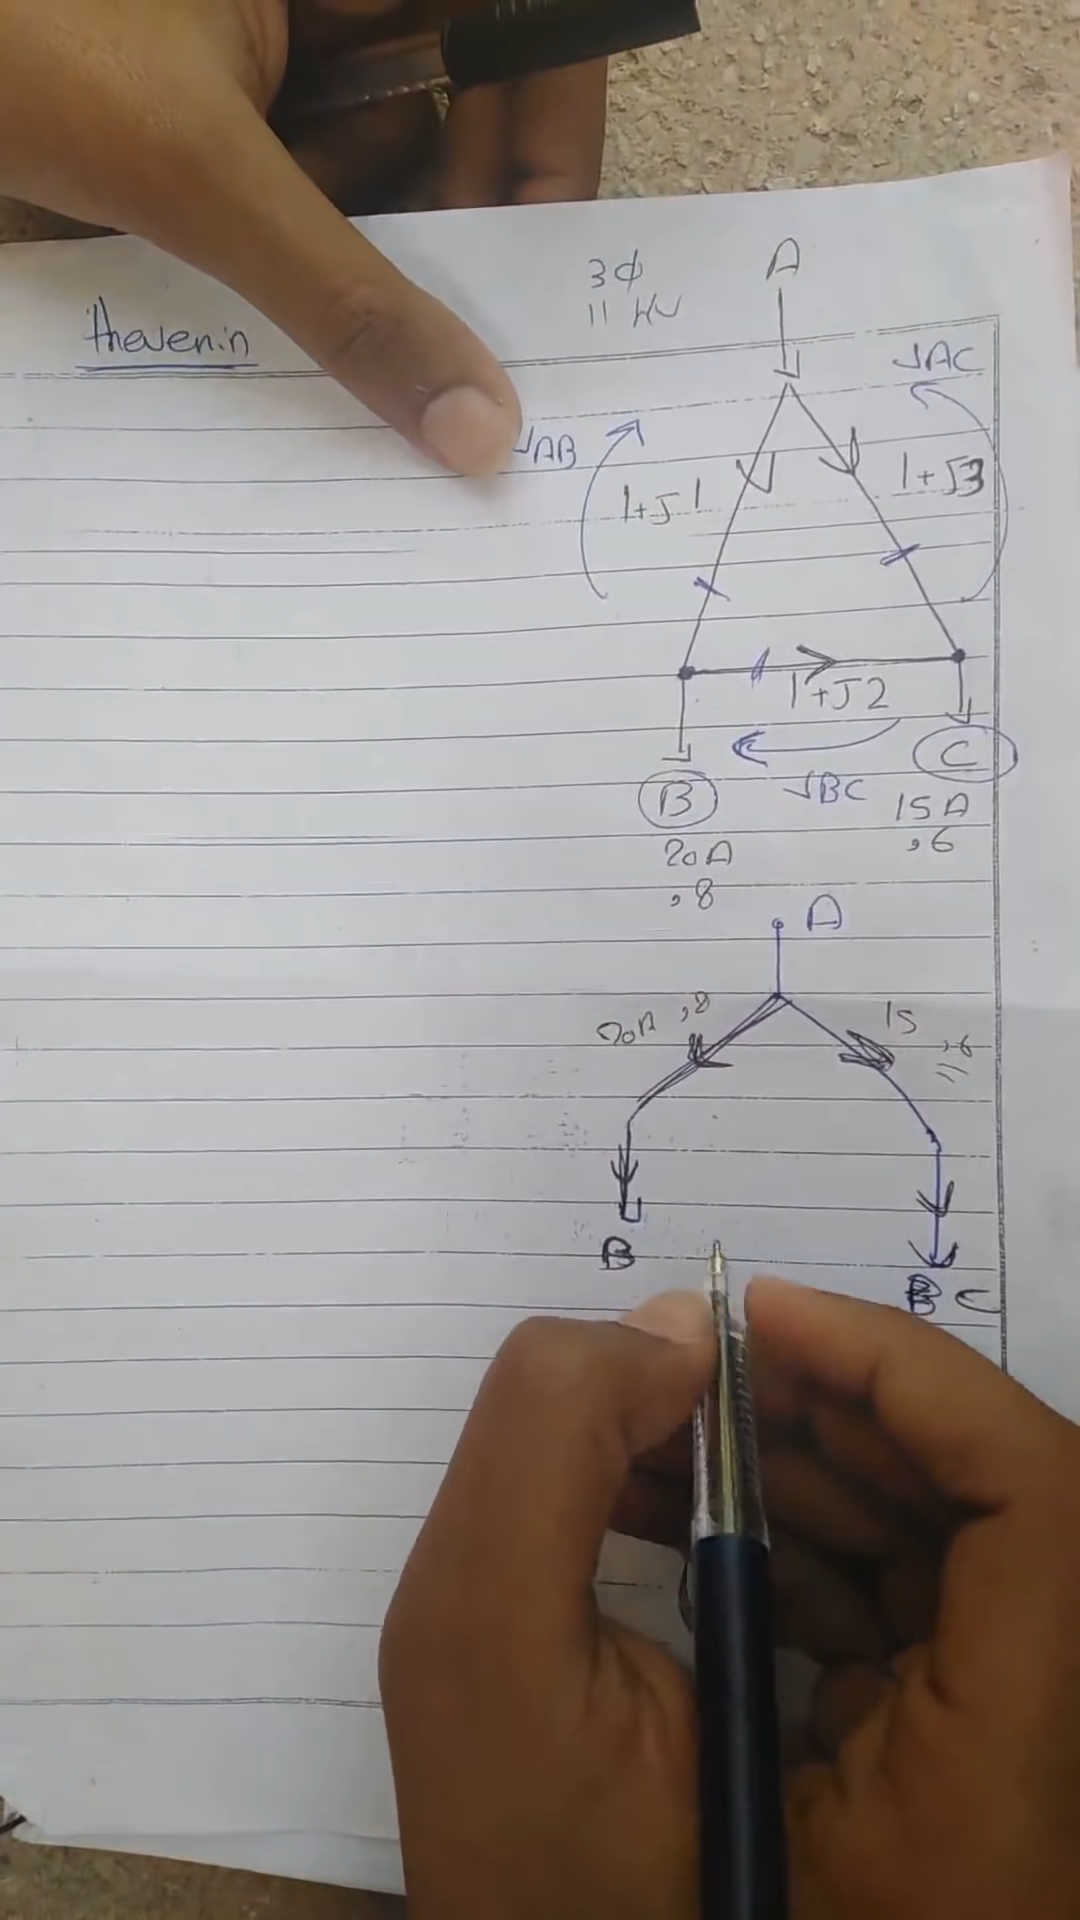 thevenin
3ϕ
11 KV
A
VAC
VAB
1+J1
1+J3
1+J2
B
VBC
C
20A
,8
15A
,6
A
20A ,8
15
,6
B
C